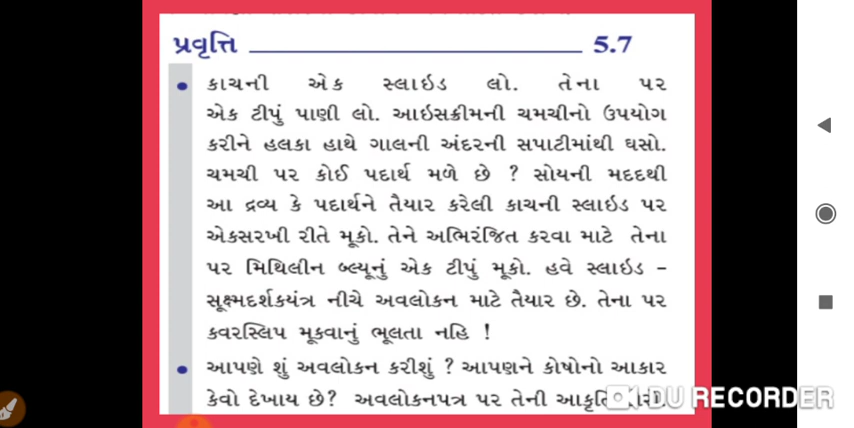 પ્રવૃત્તિ 5.7
• કાચની એક સ્લાઇડ લો. તેના પર
એક ટીપું પાણી લો. આઇસક્રીમની ચમચીનો ઉપયોગ
કરીને હલકા હાથે ગાલની અંદરની સપાટીમાંથી ઘસો.
ચમચી પર કોઈ પદાર્થ મળે છે ? સોયની મદદથી
આ દ્રવ્ય કે પદાર્થને તૈયાર કરેલી કાચની સ્લાઇડ પર
એકસરખી રીતે મૂકો. તેને અભિરંજિત કરવા માટે તેના
પર મિથિલીન બ્લ્યૂનું એક ટીપું મૂકો. હવે સ્લાઇડ –
સૂક્ષ્મદર્શકયંત્ર નીચે અવલોકન માટે તૈયાર છે. તેના પર
કવરસ્લિપ મૂકવાનું ભૂલતા નહિ !
• આપણે શું અવલોકન કરીશું ? આપણને કોષોનો આકાર
કેવો દેખાય છે? અવલોકનપત્ર પર તેની આકૃતિ
DU RECORDER